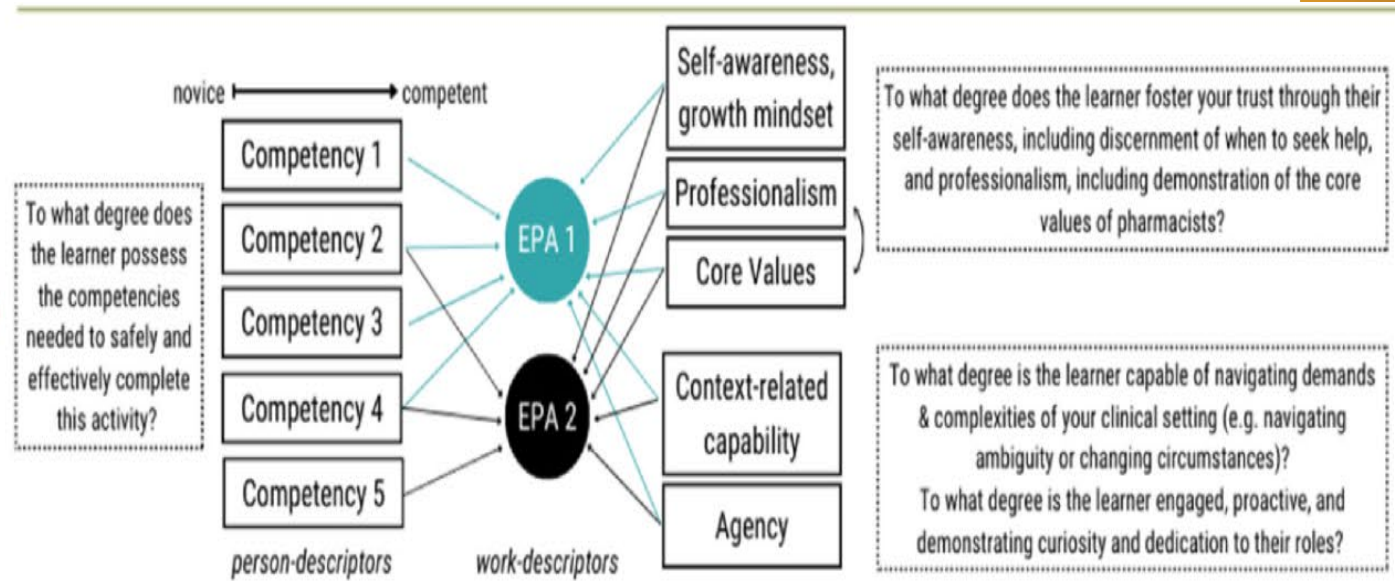 novice
competent
To what degree does
the learner possess
the competencies
needed to safely and
effectively complete
this activity?
Competency 1
Competency 2
Competency 3
Competency 4
Competency 5
person-descriptors
EPA 1
EPA 2
work-descriptors
Self-awareness,
growth mindset
Professionalism
Core Values
Context-related
capability
Agency
To what degree does the learner foster your trust through their
self-awareness, including discernment of when to seek help,
and professionalism, including demonstration of the core
values of pharmacists?
To what degree is the learner capable of navigating demands
& complexities of your clinical setting (e.g. navigating
ambiguity or changing circumstances)?
To what degree is the learner engaged, proactive, and
demonstrating curiosity and dedication to their roles?